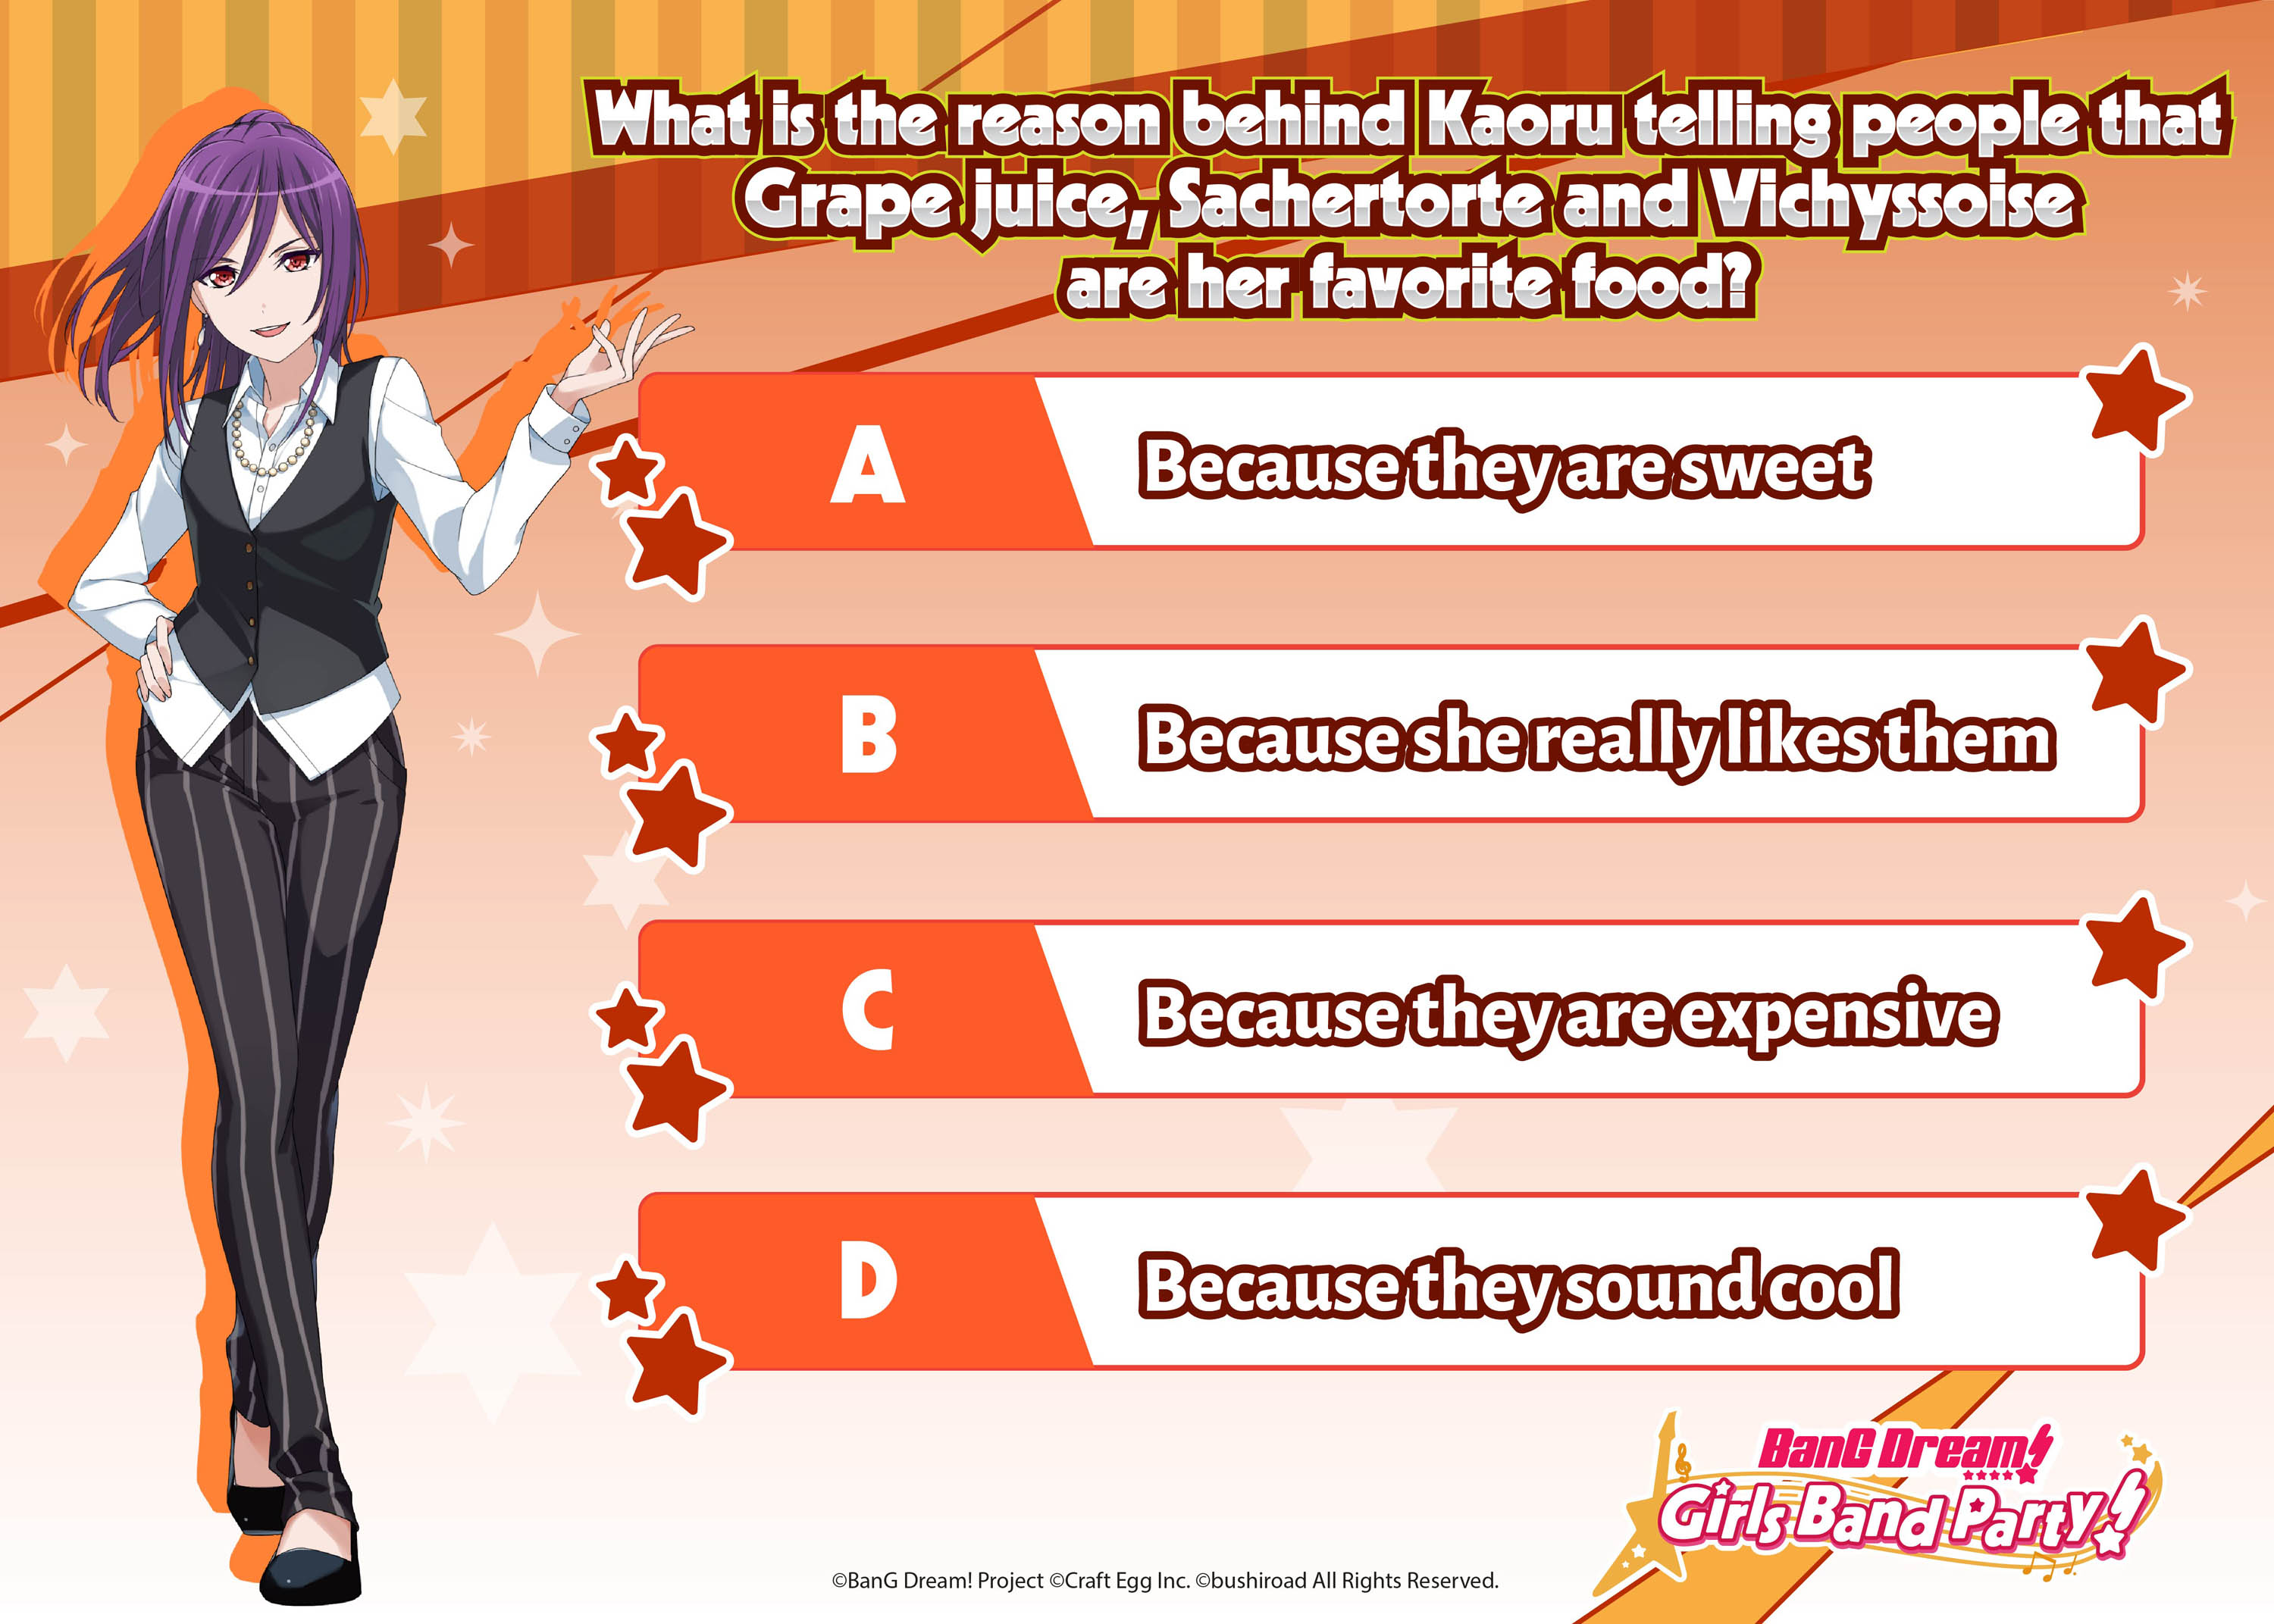 What is the reason behind Kaoru telling people that
Grape juice, Sachertorte and Vichyssoise
are her favorite food?
A
Because they are sweet
B
Because she really likes them
C
Because they are expensive
D
Because they sound cool
BanG Dream!
Girls Band Party!
©BanG Dream! Project ©Craft Egg Inc. ©bushiroad All Rights Reserved.